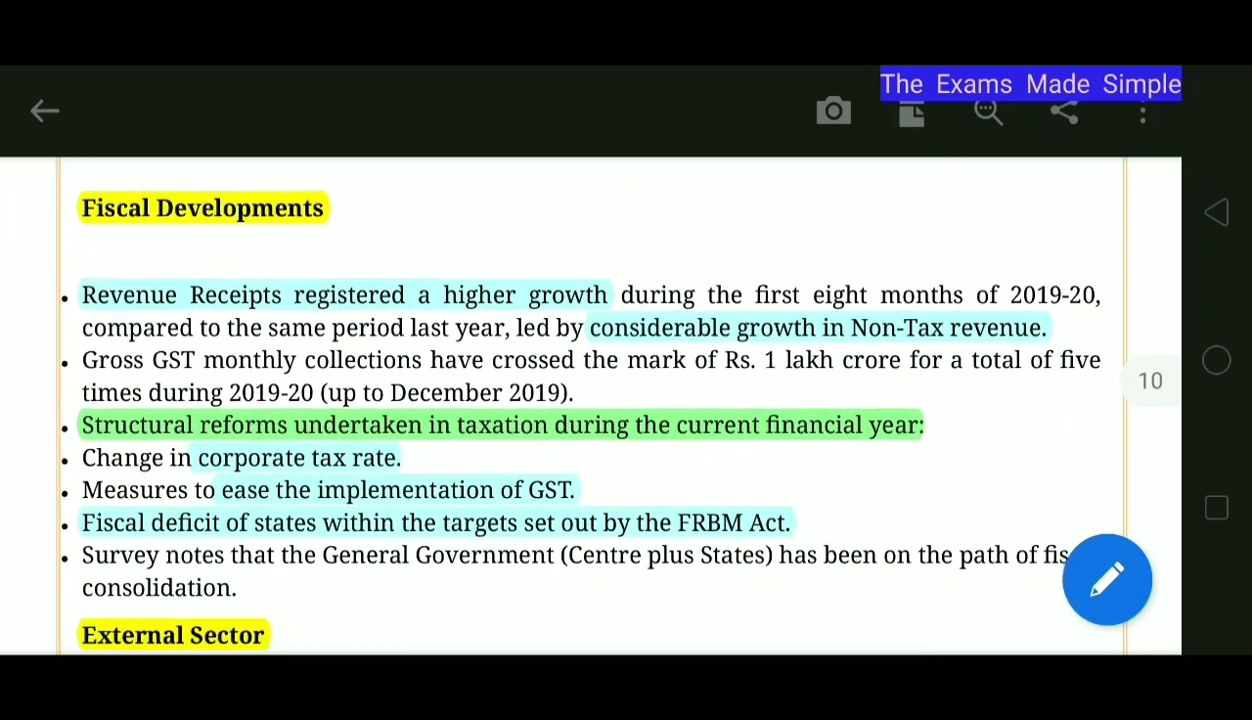 The Exams Made Simple
Fiscal Developments
• Revenue Receipts registered a higher growth during the first eight months of 2019-20,
compared to the same period last year, led by considerable growth in Non-Tax revenue.
• Gross GST monthly collections have crossed the mark of Rs. 1 lakh crore for a total of five
times during 2019-20 (up to December 2019).
• Structural reforms undertaken in taxation during the current financial year:
• Change in corporate tax rate.
• Measures to ease the implementation of GST.
• Fiscal deficit of states within the targets set out by the FRBM Act.
• Survey notes that the General Government (Centre plus States) has been on the path of fis
consolidation.
10
External Sector